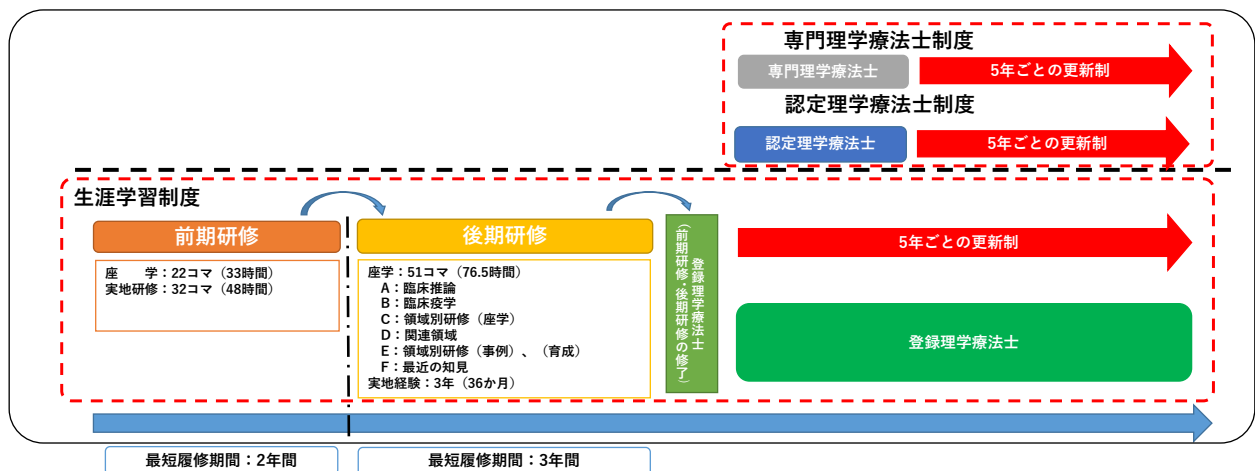 専門理学療法士制度
専門理学療法士
5年ごとの更新制
認定理学療法士制度
認定理学療法士
5年ごとの更新制
生涯学習制度
前期研修
座　　学：22コマ（33時間）
実地研修：32コマ（48時間）
後期研修
座学：51コマ（76.5時間）
A：臨床推論
B：臨床疫学
C：領域別研修（座学）
D：関連領域
E：領域別研修（事例）、（育成）
F：最近の知見
実地経験：3年（36か月）
登録理学療法士
（前期研修・後期研修の修了）
5年ごとの更新制
登録理学療法士
最短履修期間：2年間
最短履修期間：3年間